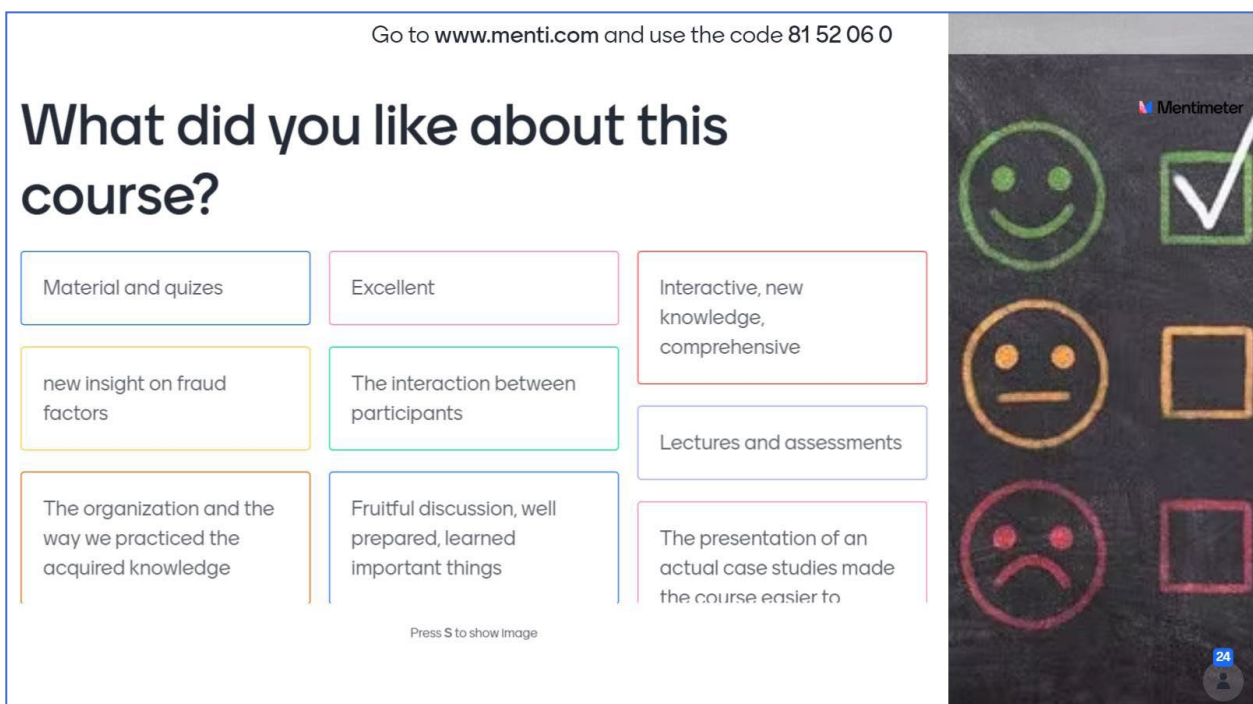 Go to www.menti.com and use the code 81 52 06 0
Mentimeter
What did you like about this
course?
Material and quizes
new insight on fraud
factors
The organization and the
way we practiced the
acquired knowledge
Excellent
The interaction between
participants
Fruitful discussion, well
prepared, learned
important things
Interactive, new
knowledge,
comprehensive
Lectures and assessments
The presentation of an
actual case studies made
the course easier to
Press S to show image
24